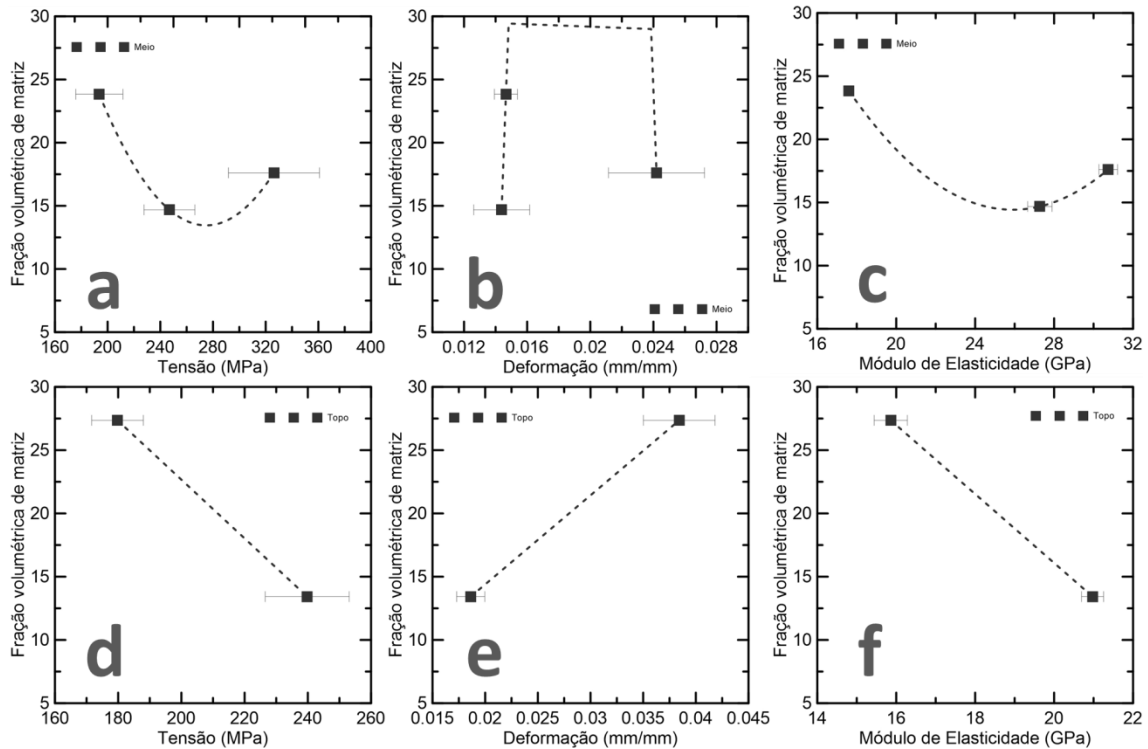 Fração volumétrica de matriz
30
25
20
15
10
5
Meio
a
160 200 240 280 320 360 400
Tensão (MPa)
Fração volumétrica de matriz
30
25
20
15
10
5
b
Meio
0.012 0.016 0.02 0.024 0.028
Deformação (mm/mm)
Fração volumétrica de matriz
30
25
20
15
10
5
Meio
c
16 20 24 28 32
Módulo de Elasticidade (GPa)
Fração volumétrica de matriz
30
25
20
15
10
5
Topo
d
160 180 200 220 240 260
Tensão (MPa)
Fração volumétrica de matriz
30
25
20
15
10
5
Topo
e
0.015 0.02 0.025 0.03 0.035 0.04 0.045
Deformação (mm/mm)
Fração volumétrica de matriz
30
25
20
15
10
5
Topo
f
14 16 18 20 22
Módulo de Elasticidade (GPa)